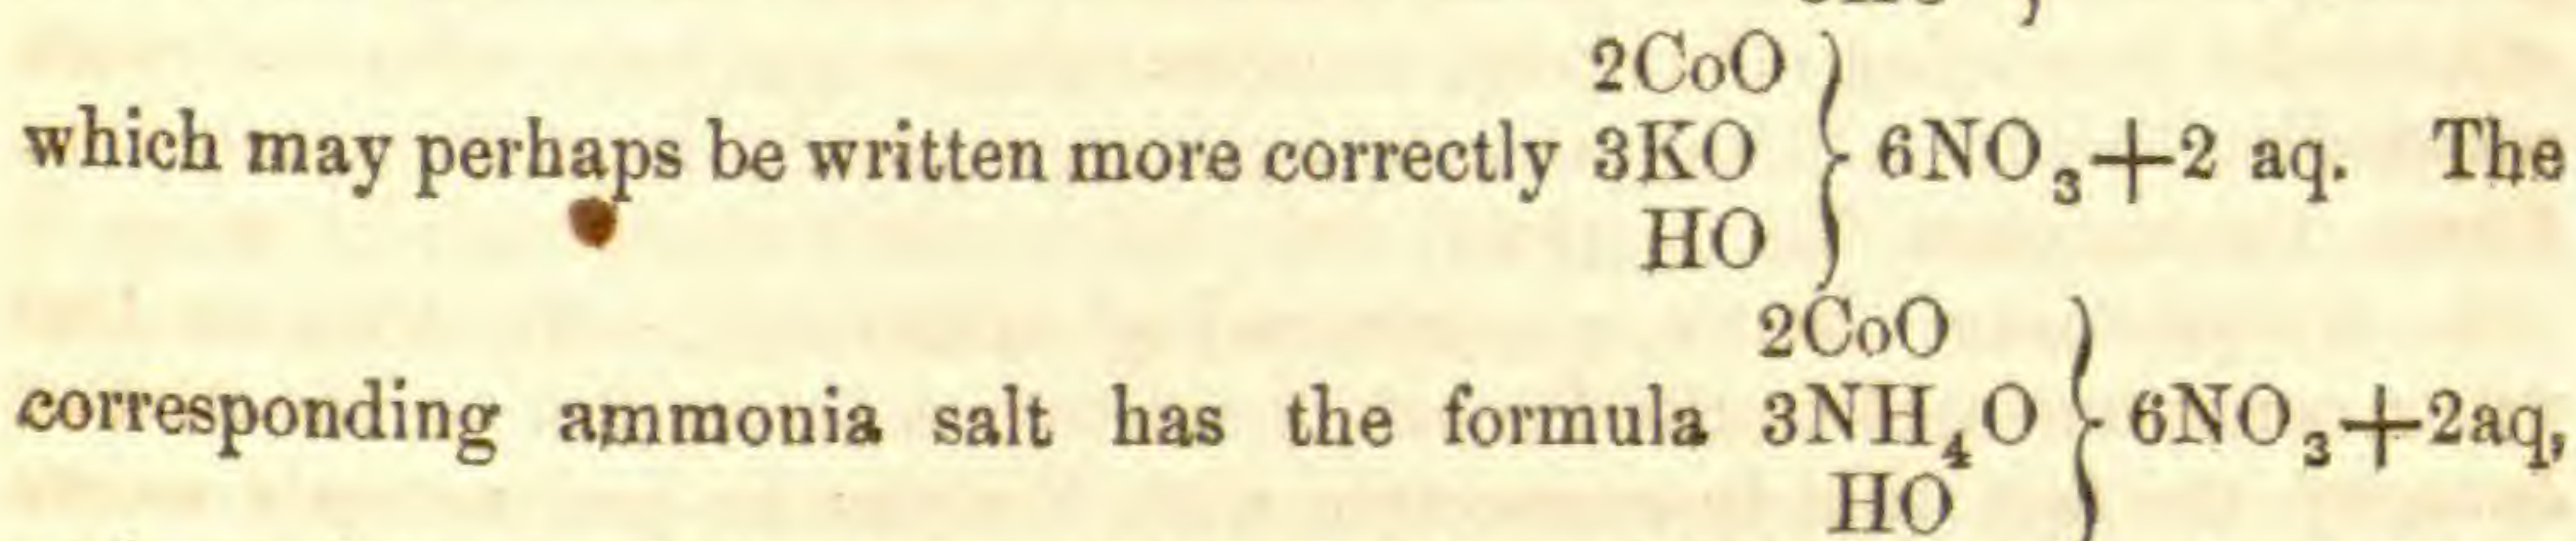 2CoO
which may perhaps be written more correctly 3KO } 6NO₃+2 aq. The
HO
2CoO
corresponding ammonia salt has the formula 3NH₄O } 6NO₃+2aq,
HO